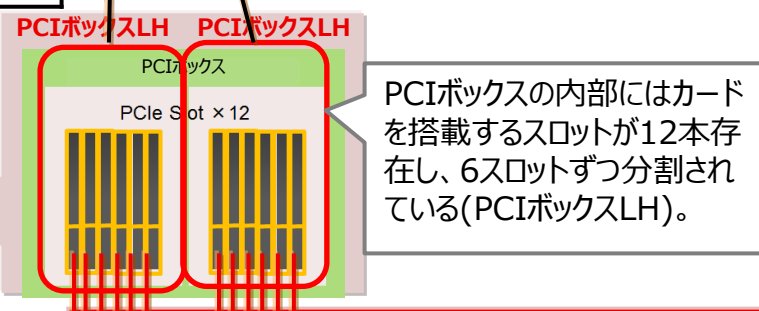 PCIボックスLH PCIボックスLH
PCIボックス
PCIe Slot ×12
PCIボックスの内部にはカード
を搭載するスロットが12本存
在し、6スロットずつ分割され
ている(PCIボックスLH)。